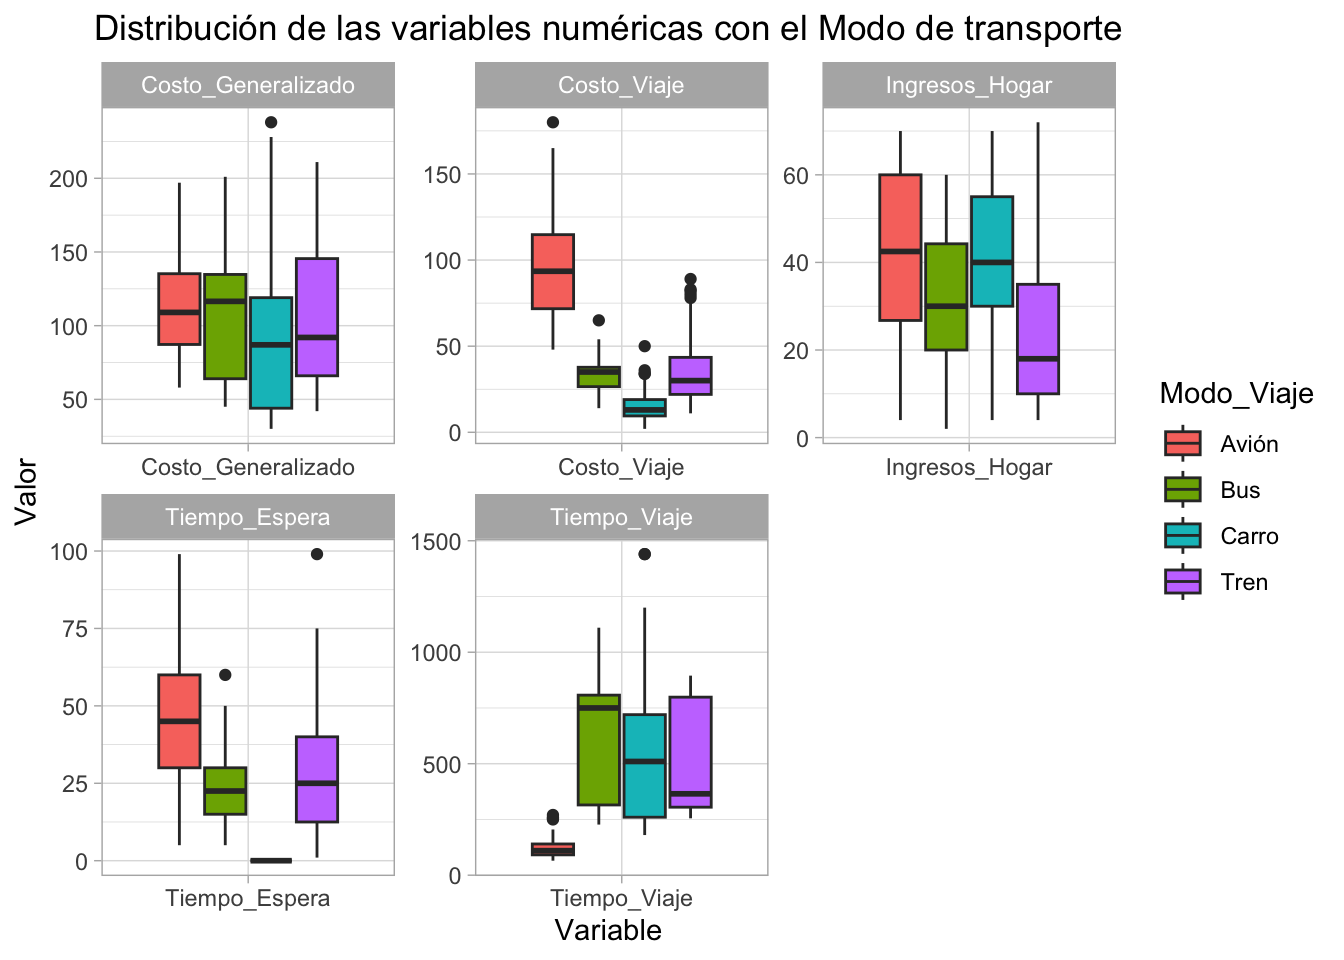 Distribución de las variables numéricas con el Modo de transporte
Costo_Generalizado
Costo_Viaje
Ingresos_Hogar
200
150
100
50
150
100
50
0
60
40
20
0
Costo_Generalizado
Costo_Viaje
Ingresos_Hogar
Valor
Tiempo_Espera
Tiempo_Viaje
100
75
50
25
0
1500
1000
500
0
Tiempo_Espera
Tiempo_Viaje
Variable
Modo_Viaje
Avión
Bus
Carro
Tren